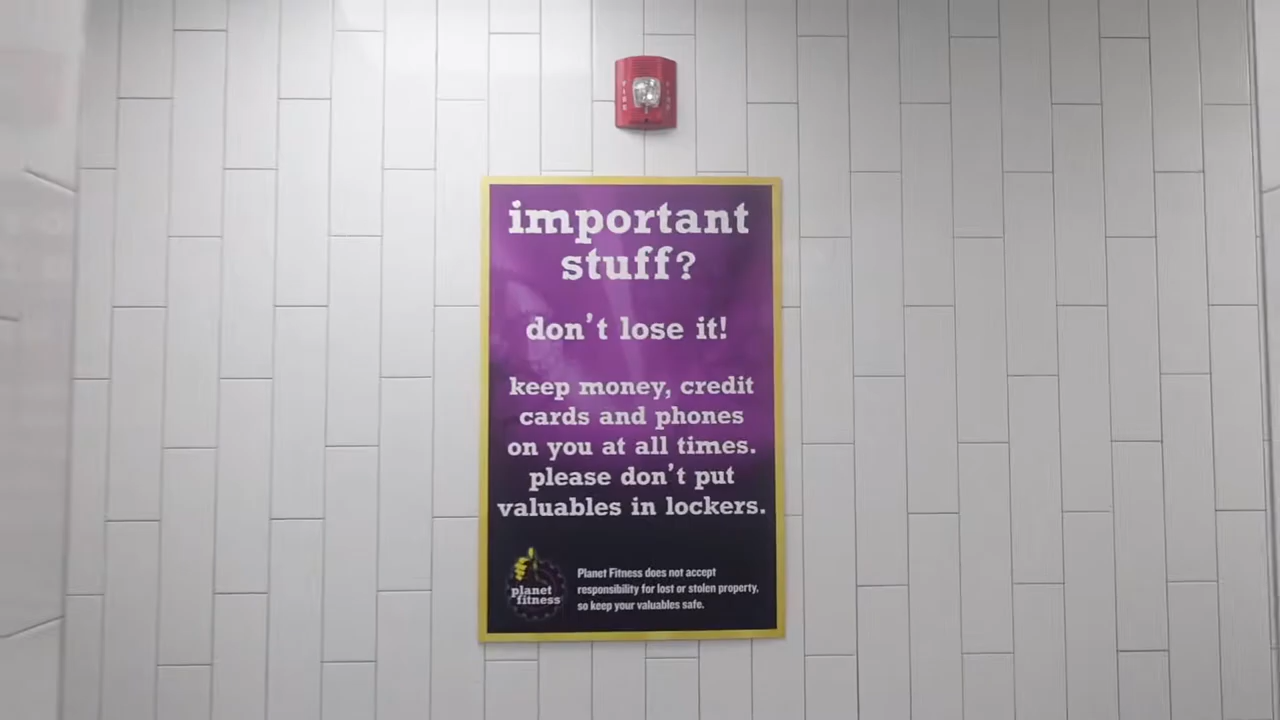 FIRE
FIRE
important
stuff?
don't lose it!
keep money, credit
cards and phones
on you at all times.
please don't put
valuables in lockers.
planet
fitness
Planet Fitness does not accept
responsibility for lost or stolen property,
so keep your valuables safe.